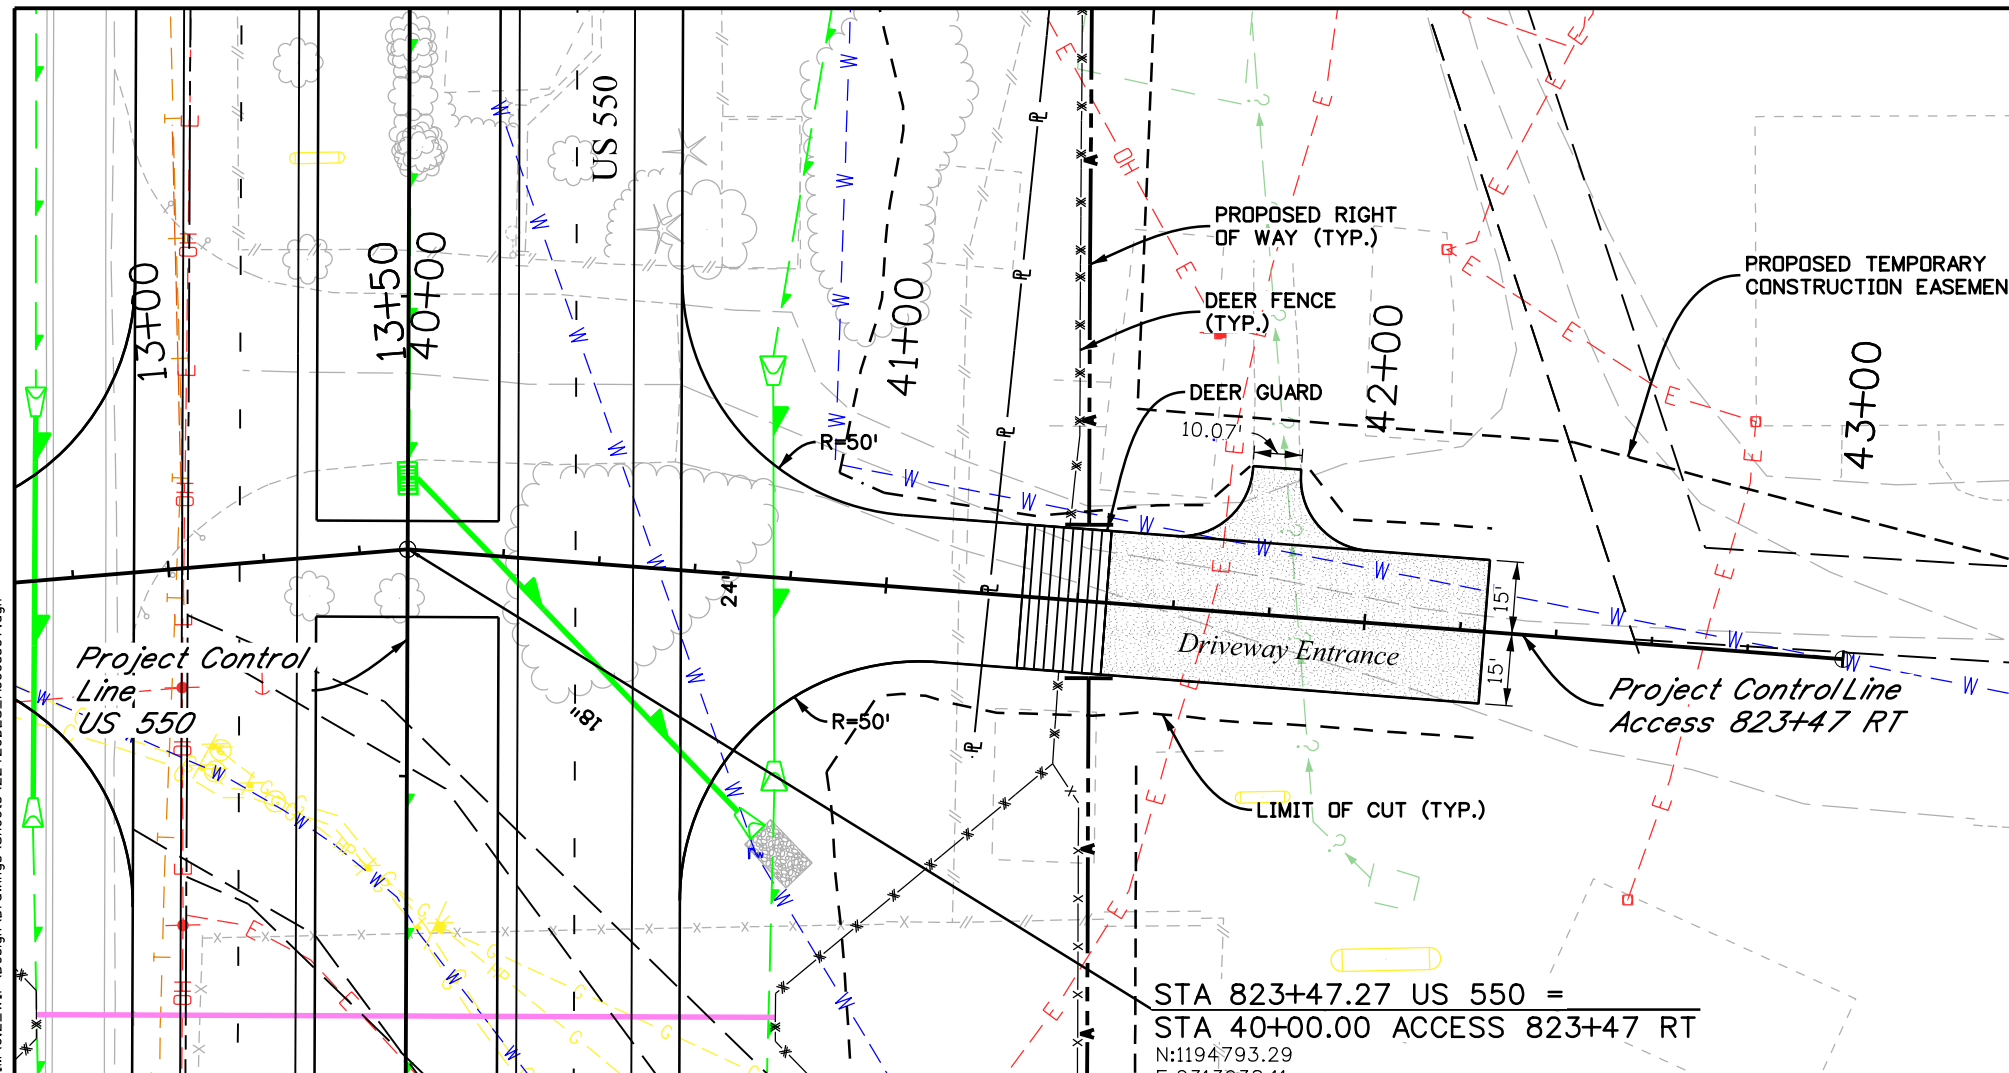 US 550
PROPOSED RIGHT
OF WAY (TYP.)
PROPOSED TEMPORARY
CONSTRUCTION EASEMEN
DEER FENCE
(TYP.)
13+00
13+50
40+00
41+00
42+00
43+00
DEER GUARD
10.07'
R=50'
24"
15'
15'
Driveway Entrance
Project Control
Line
US 550
18"
R=50'
Project Control Line
Access 823+47 RT
LIMIT OF CUT (TYP.)
STA 823+47.27 US 550 =
STA 40+00.00 ACCESS 823+47 RT
N:1194793.29